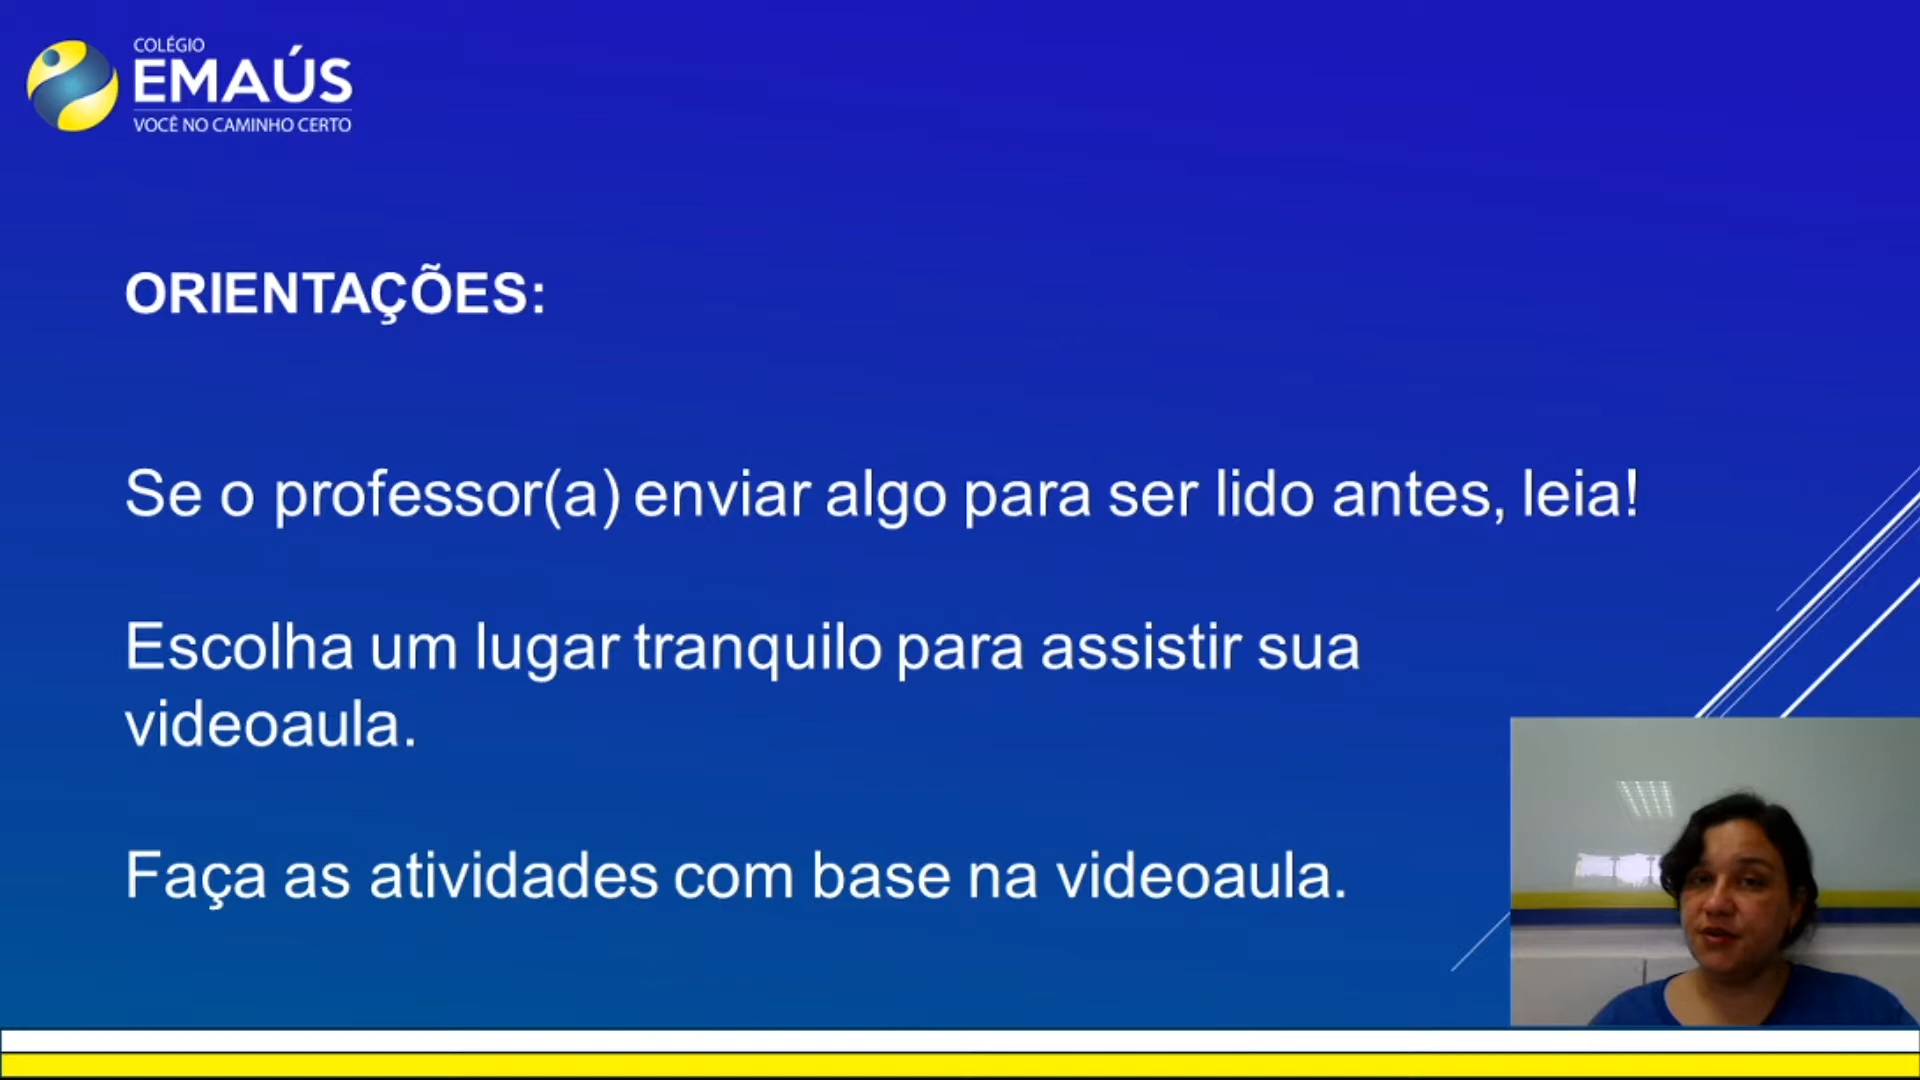 COLÉGIO
EMAÚS
VOCÊ NO CAMINHO CERTO
ORIENTAÇÕES:
Se o professor(a) enviar algo para ser lido antes, leia!
Escolha um lugar tranquilo para assistir sua
videoaula.
Faça as atividades com base na videoaula.